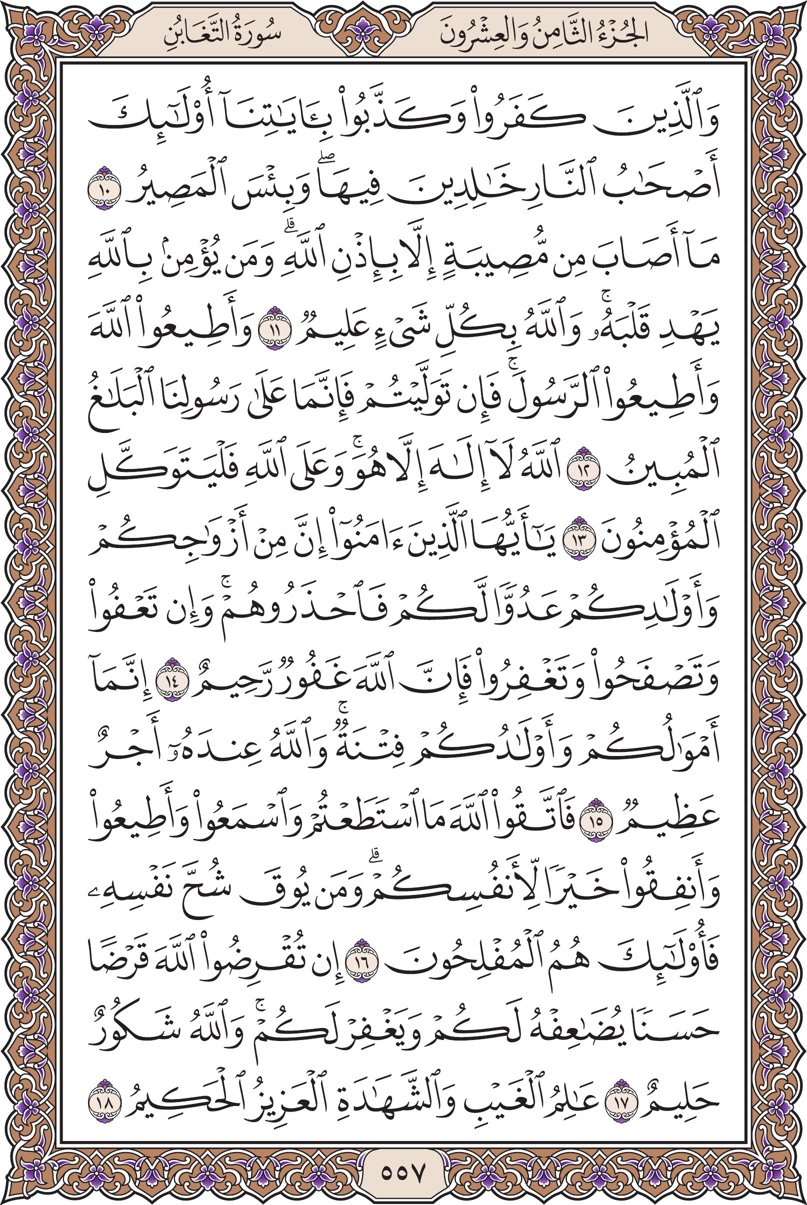 الجُزْءُ الثَّامِنُ وَالعِشْرُونَ
سُورَةُ التَّغَابُنِ
وَٱلَّذِينَ كَفَرُوا۟ وَكَذَّبُوا۟ بِـَٔايَـٰتِنَآ أُو۟لَـٰٓئِكَ
أَصْحَـٰبُ ٱلنَّارِ خَـٰلِدِينَ فِيهَا ۖ وَبِئْسَ ٱلْمَصِيرُ ١٠
مَآ أَصَابَ مِن مُّصِيبَةٍ إِلَّا بِإِذْنِ ٱللَّهِ ۗ وَمَن يُؤْمِنۢ بِٱللَّهِ
يَهْدِ قَلْبَهُۥ ۚ وَٱللَّهُ بِكُلِّ شَىْءٍ عَلِيمٌ ١١ وَأَطِيعُوا۟ ٱللَّهَ
وَأَطِيعُوا۟ ٱلرَّسُولَ ۚ فَإِن تَوَلَّيْتُمْ فَإِنَّمَا عَلَىٰ رَسُولِنَا ٱلْبَلَـٰغُ
ٱلْمُبِينُ ١٢ ٱللَّهُ لَآ إِلَـٰهَ إِلَّا هُوَ ۚ وَعَلَى ٱللَّهِ فَلْيَتَوَكَّلِ
ٱلْمُؤْمِنُونَ ١٣ يَـٰٓأَيُّهَا ٱلَّذِينَ ءَامَنُوٓا۟ إِنَّ مِنْ أَزْوَٰجِكُمْ
وَأَوْلَـٰدِكُمْ عَدُوًّا لَّكُمْ فَٱحْذَرُوهُمْ ۚ وَإِن تَعْفُوا۟
وَتَصْفَحُوا۟ وَتَغْفِرُوا۟ فَإِنَّ ٱللَّهَ غَفُورٌ رَّحِيمٌ ١٤ إِنَّمَآ
أَمْوَٰلُكُمْ وَأَوْلَـٰدُكُمْ فِتْنَةٌ ۚ وَٱللَّهُ عِندَهُۥٓ أَجْرٌ
عَظِيمٌ ١٥ فَٱتَّقُوا۟ ٱللَّهَ مَا ٱسْتَطَعْتُمْ وَٱسْمَعُوا۟ وَأَطِيعُوا۟
وَأَنفِقُوا۟ خَيْرًا لِّأَنفُسِكُمْ ۗ وَمَن يُوقَ شُحَّ نَفْسِهِۦ
فَأُو۟لَـٰٓئِكَ هُمُ ٱلْمُفْلِحُونَ ١٦ إِن تُقْرِضُوا۟ ٱللَّهَ قَرْضًا
حَسَنًا يُضَـٰعِفْهُ لَكُمْ وَيَغْفِرْ لَكُمْ ۚ وَٱللَّهُ شَكُورٌ
حَلِيمٌ ١٧ عَـٰلِمُ ٱلْغَيْبِ وَٱلشَّهَـٰدَةِ ٱلْعَزِيزُ ٱلْحَكِيمُ ١٨
٥٥٧